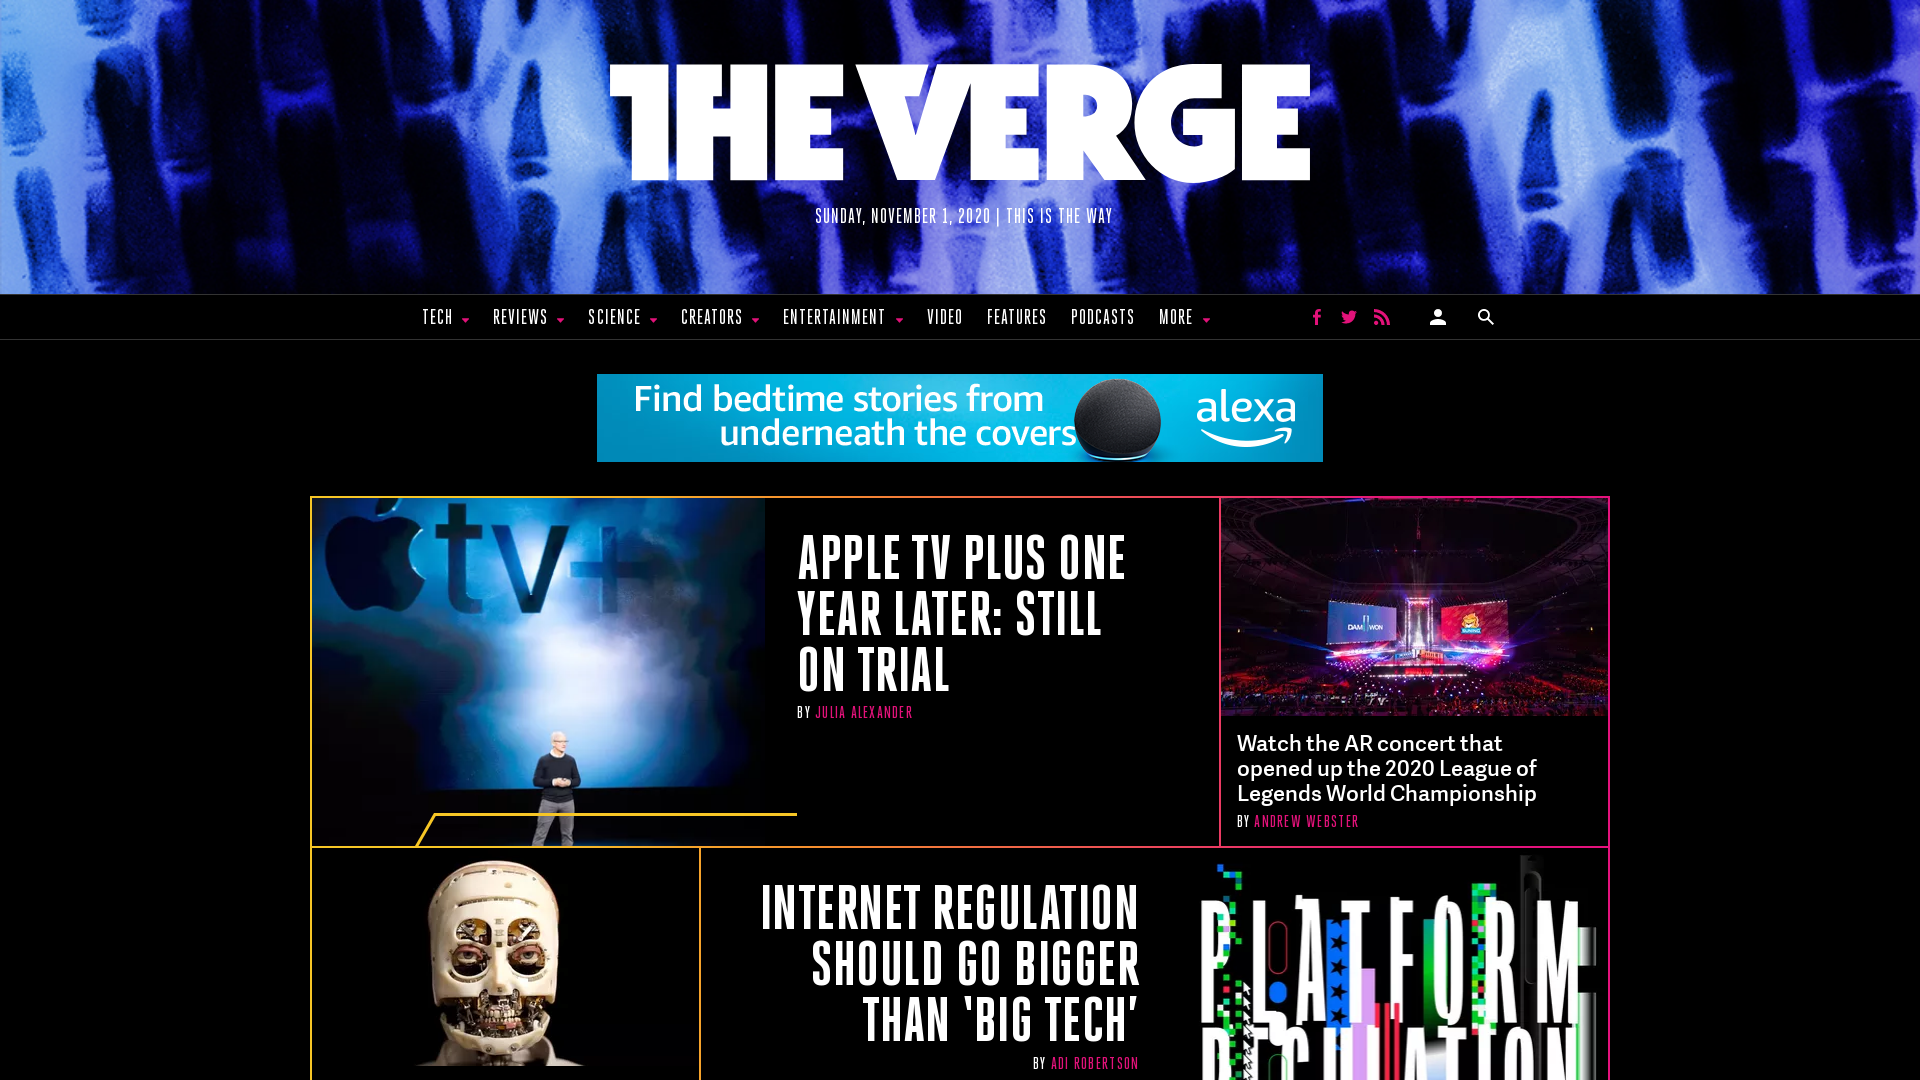 THE VERGE
SUNDAY, NOVEMBER 1, 2020 | THIS IS THE WAY
TECH REVIEWS SCIENCE CREATORS ENTERTAINMENT VIDEO FEATURES PODCASTS MORE
Find bedtime stories from
underneath the covers
alexa
tv+
APPLE TV PLUS ONE
YEAR LATER: STILL
ON TRIAL
BY JULIA ALEXANDER
DAMWON
SUNING
Watch the AR concert that
opened up the 2020 League of
Legends World Championship
BY ANDREW WEBSTER
INTERNET REGULATION
SHOULD GO BIGGER
THAN ‘BIG TECH’
BY ADI ROBERTSON
PLATFORM
REGULATION